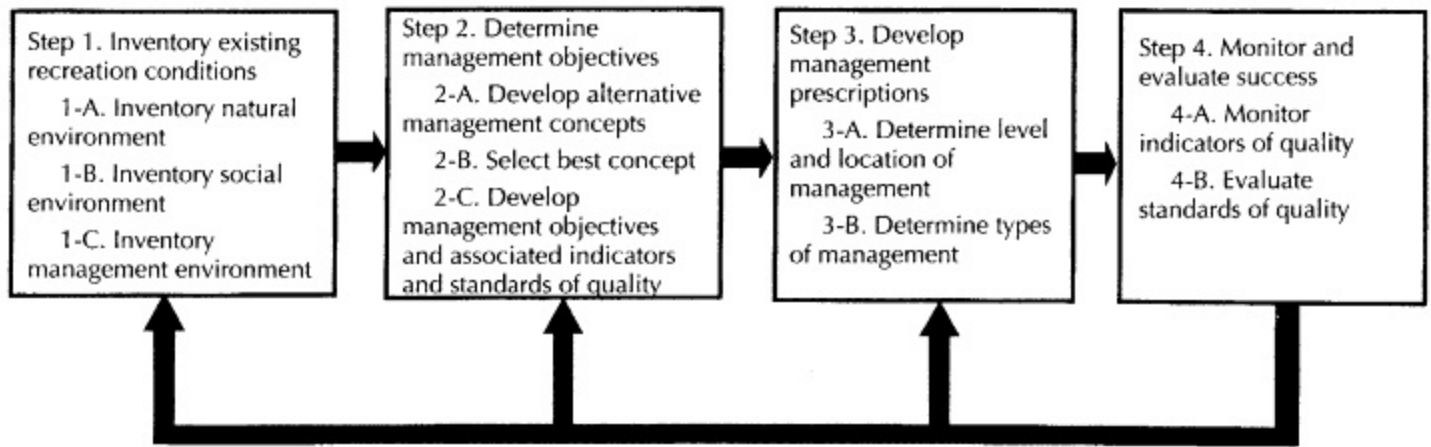 Step 1. Inventory existing
recreation conditions
1-A. Inventory natural
environment
1-B. Inventory social
environment
1-C. Inventory
management environment
Step 2. Determine
management objectives
2-A. Develop alternative
management concepts
2-B. Select best concept
2-C. Develop
management objectives
and associated indicators
and standards of quality
Step 3. Develop
management
prescriptions
3-A. Determine level
and location of
management
3-B. Determine types
of management
Step 4. Monitor and
evaluate success
4-A. Monitor
indicators of quality
4-B. Evaluate
standards of quality